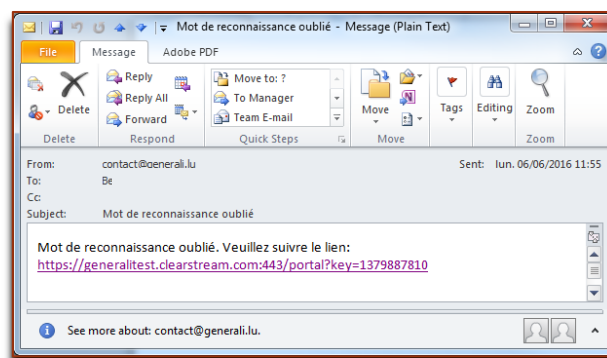 Mot de reconnaissance oublié - Message (Plain Text)
File Message Adobe PDF
Delete
Reply
Reply All
Forward
Move to: ?
To Manager
Team E-mail
Move
Tags
Editing
Zoom
Delete Respond Quick Steps Move Zoom
From: contact@generali.lu Sent: lun. 06/06/2016 11:55
To: Be
Cc:
Subject: Mot de reconnaissance oublié
Mot de reconnaissance oublié. Veuillez suivre le lien:
https://generalitest.clearstream.com:443/portal?key=1379887810
See more about: contact@generali.lu.